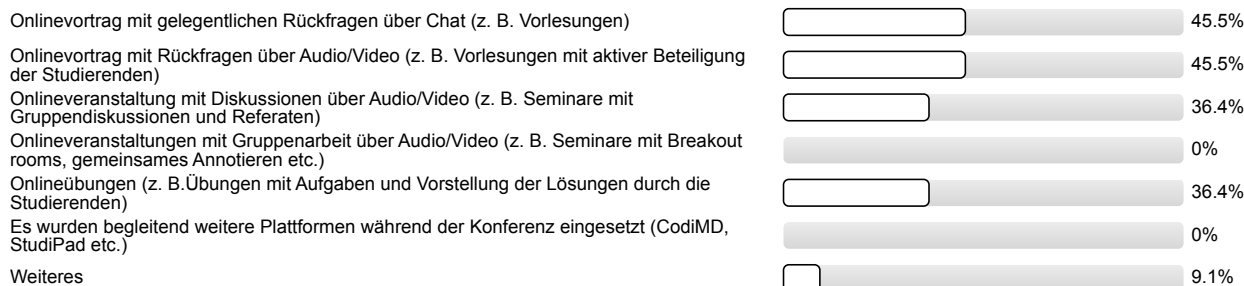 Onlinevortrag mit gelegentlichen Rückfragen über Chat (z. B. Vorlesungen) 45.5%
Onlinevortrag mit Rückfragen über Audio/Video (z. B. Vorlesungen mit aktiver Beteiligung
der Studierenden) 45.5%
Onlineveranstaltung mit Diskussionen über Audio/Video (z. B. Seminare mit
Gruppendiskussionen und Referaten) 36.4%
Onlineveranstaltungen mit Gruppenarbeit über Audio/Video (z. B. Seminare mit Breakout
rooms, gemeinsames Annotieren etc.) 0%
Onlineübungen (z. B.Übungen mit Aufgaben und Vorstellung der Lösungen durch die
Studierenden) 36.4%
Es wurden begleitend weitere Plattformen während der Konferenz eingesetzt (CodiMD,
StudiPad etc.) 0%
Weiteres 9.1%